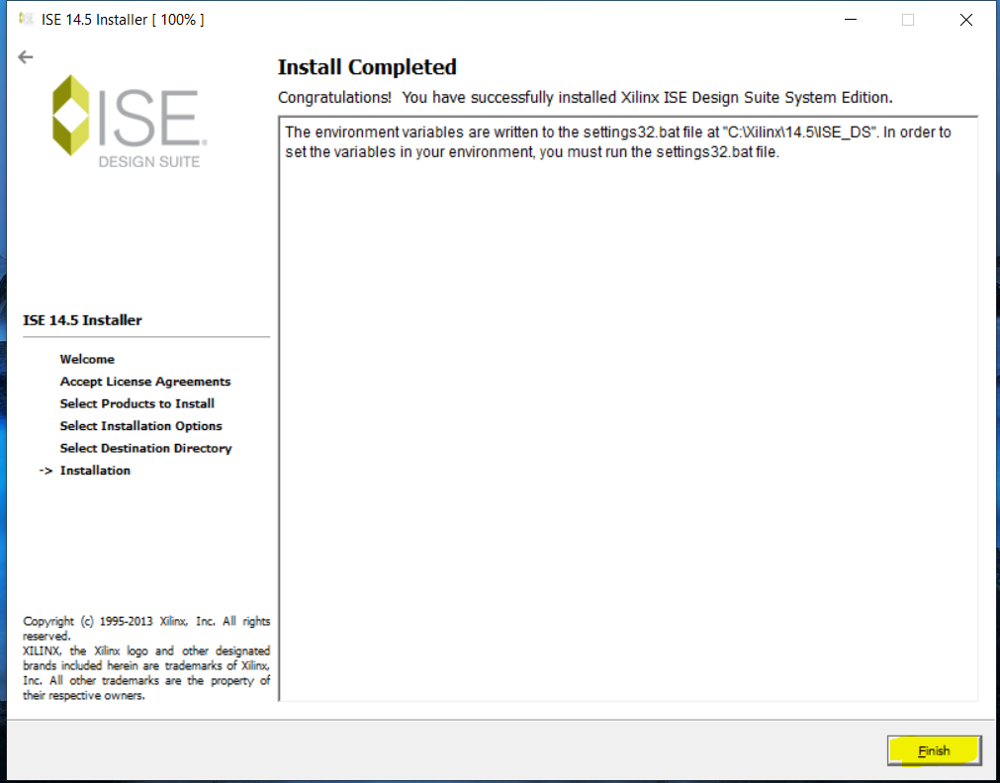 ISE 14.5 Installer [ 100% ]
ISE
DESIGN SUITE
Install Completed
Congratulations!  You have successfully installed Xilinx ISE Design Suite System Edition.
The environment variables are written to the settings32.bat file at "C:\Xilinx\14.5\ISE_DS". In order to
set the variables in your environment, you must run the settings32.bat file.
ISE 14.5 Installer
Welcome
Accept License Agreements
Select Products to Install
Select Installation Options
Select Destination Directory
-> Installation
Copyright (c) 1995-2013 Xilinx, Inc. All rights
reserved.
XILINX, the Xilinx logo and other designated
brands included herein are trademarks of Xilinx,
Inc. All other trademarks are the property of
their respective owners.
Finish